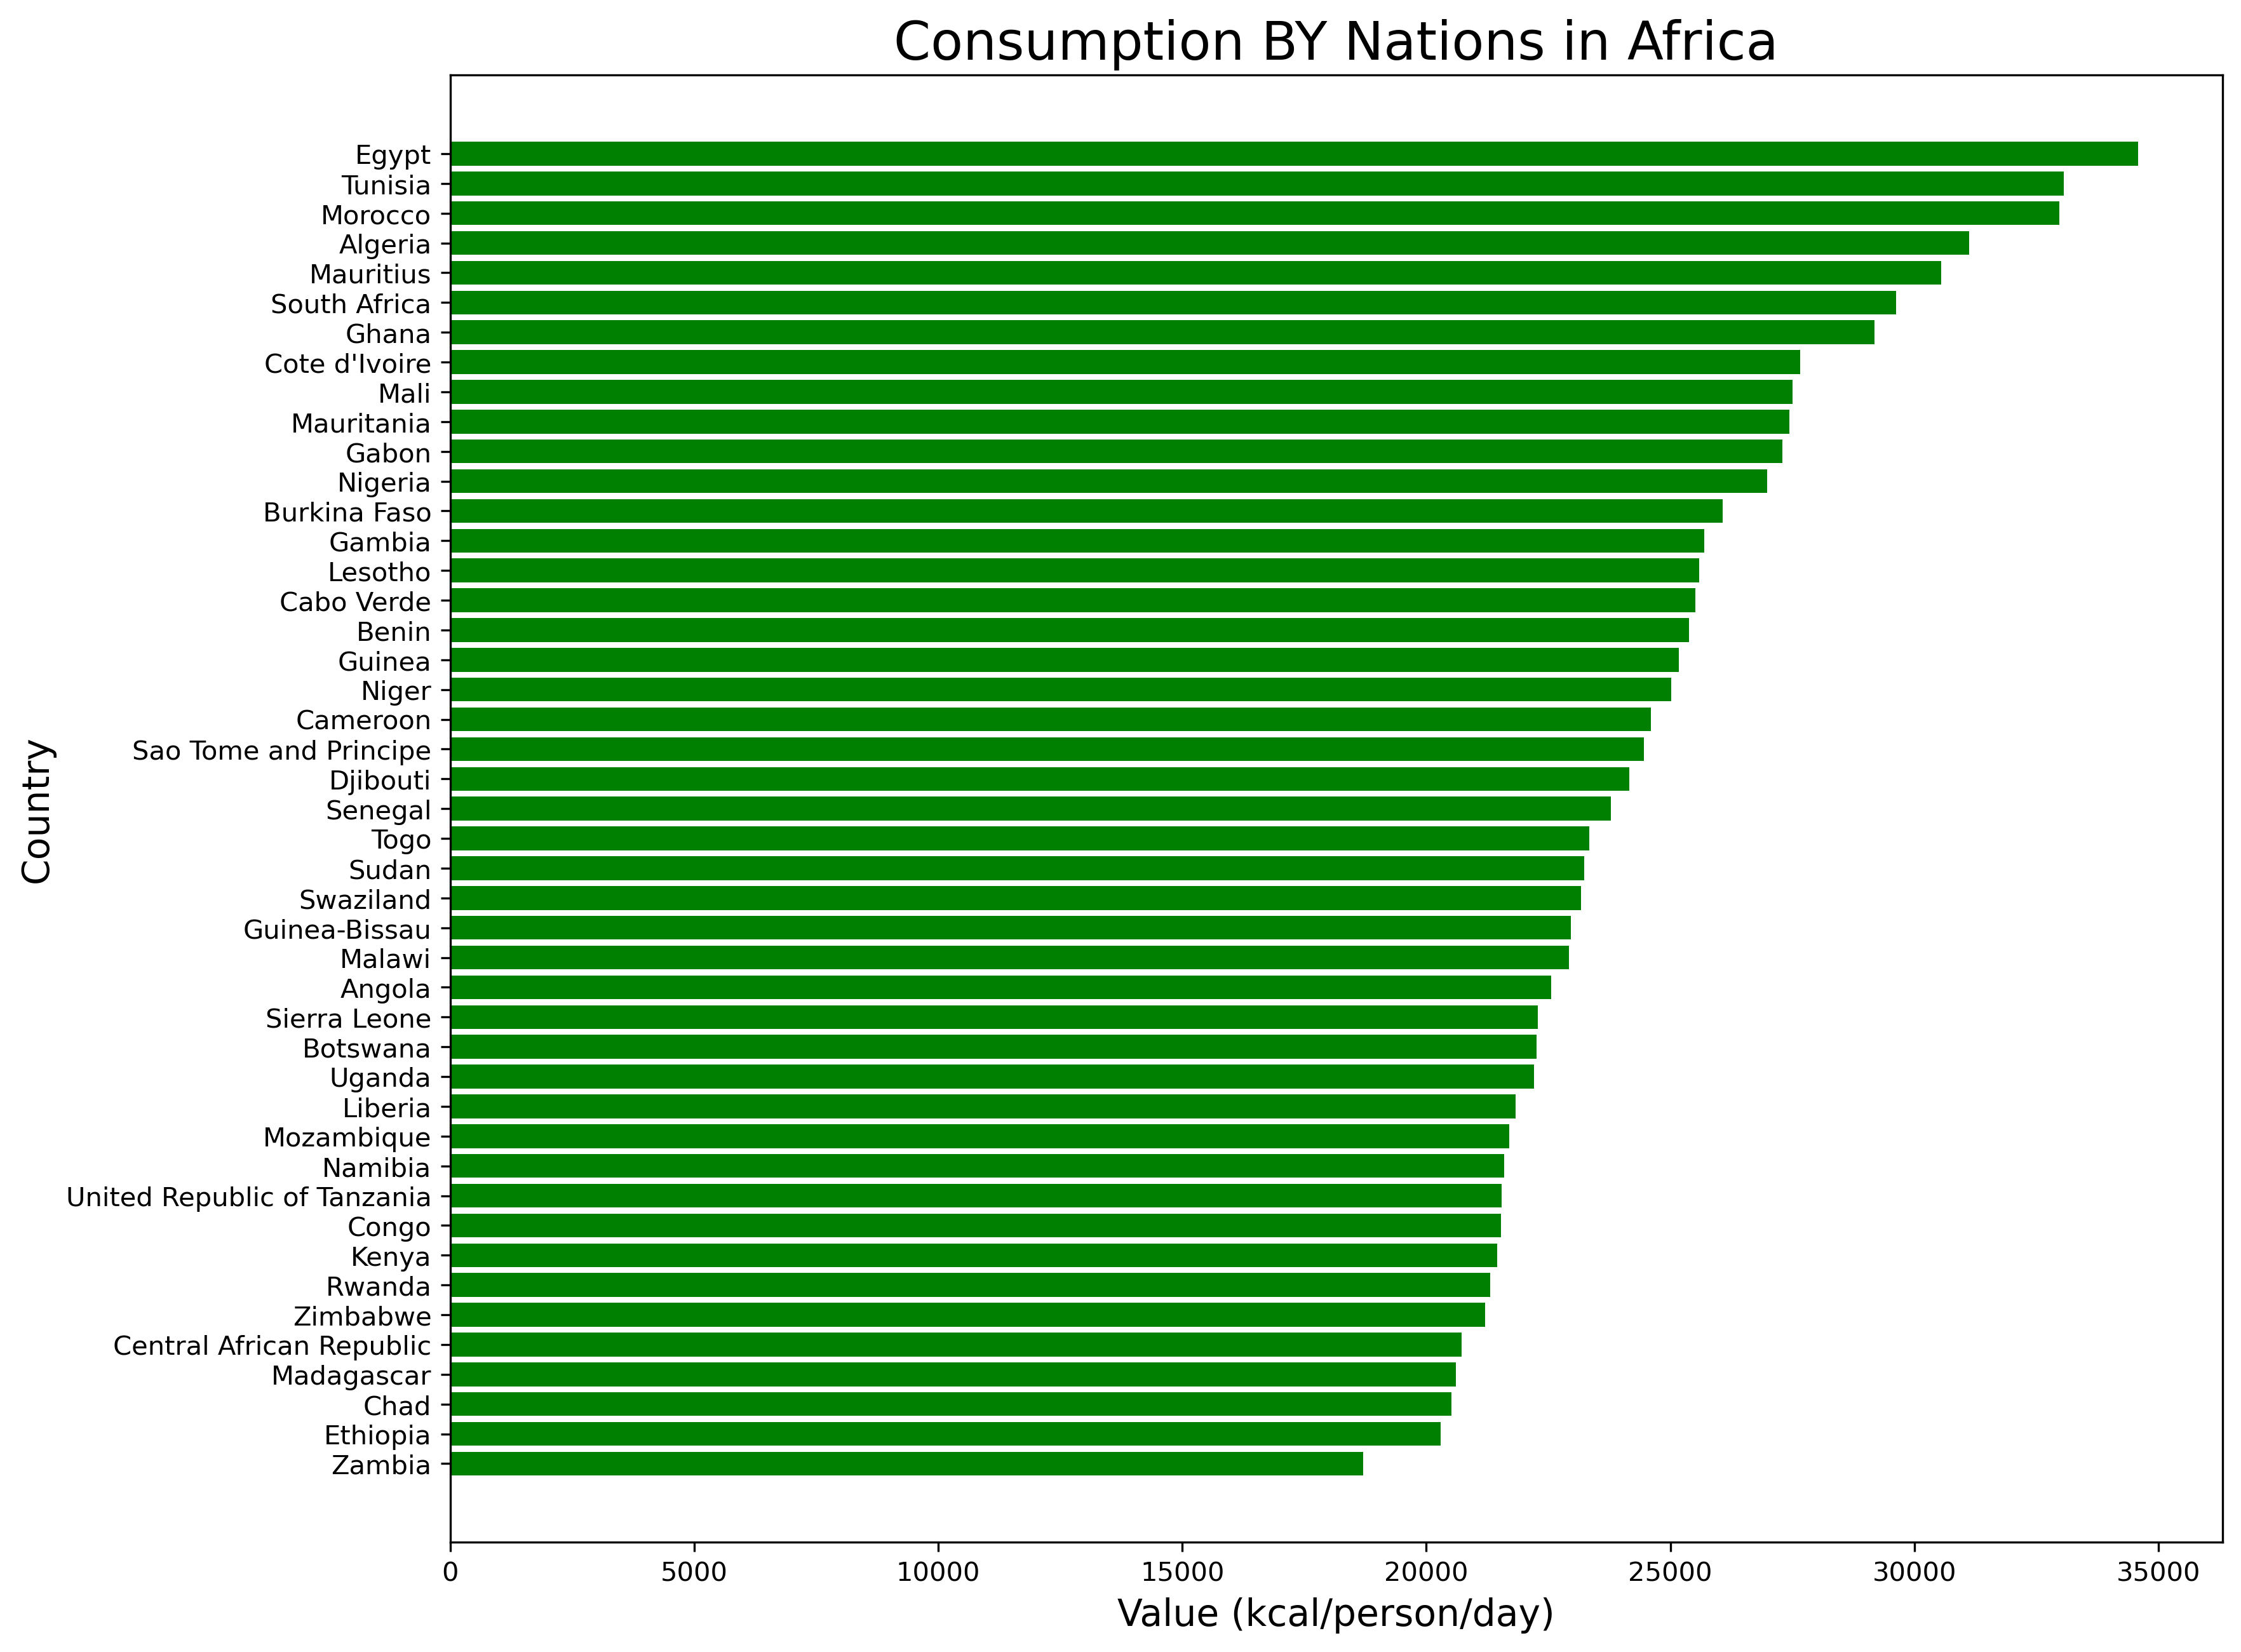 Consumption BY Nations in Africa
Country
Egypt
Tunisia
Morocco
Algeria
Mauritius
South Africa
Ghana
Cote d'Ivoire
Mali
Mauritania
Gabon
Nigeria
Burkina Faso
Gambia
Lesotho
Cabo Verde
Benin
Guinea
Niger
Cameroon
Sao Tome and Principe
Djibouti
Senegal
Togo
Sudan
Swaziland
Guinea-Bissau
Malawi
Angola
Sierra Leone
Botswana
Uganda
Liberia
Mozambique
Namibia
United Republic of Tanzania
Congo
Kenya
Rwanda
Zimbabwe
Central African Republic
Madagascar
Chad
Ethiopia
Zambia
0 5000 10000 15000 20000 25000 30000 35000
Value (kcal/person/day)